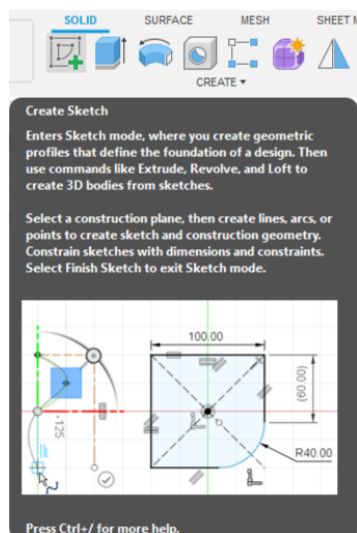 SOLID SURFACE MESH SHEET M
CREATE ▾
Create Sketch
Enters Sketch mode, where you create geometric
profiles that define the foundation of a design. Then
use commands like Extrude, Revolve, and Loft to
create 3D bodies from sketches.
Select a construction plane, then create lines, arcs, or
points to create sketch and construction geometry.
Constrain sketches with dimensions and constraints.
Select Finish Sketch to exit Sketch mode.
100.00
(60.00)
-125
R40.00
Press Ctrl+/ for more help.